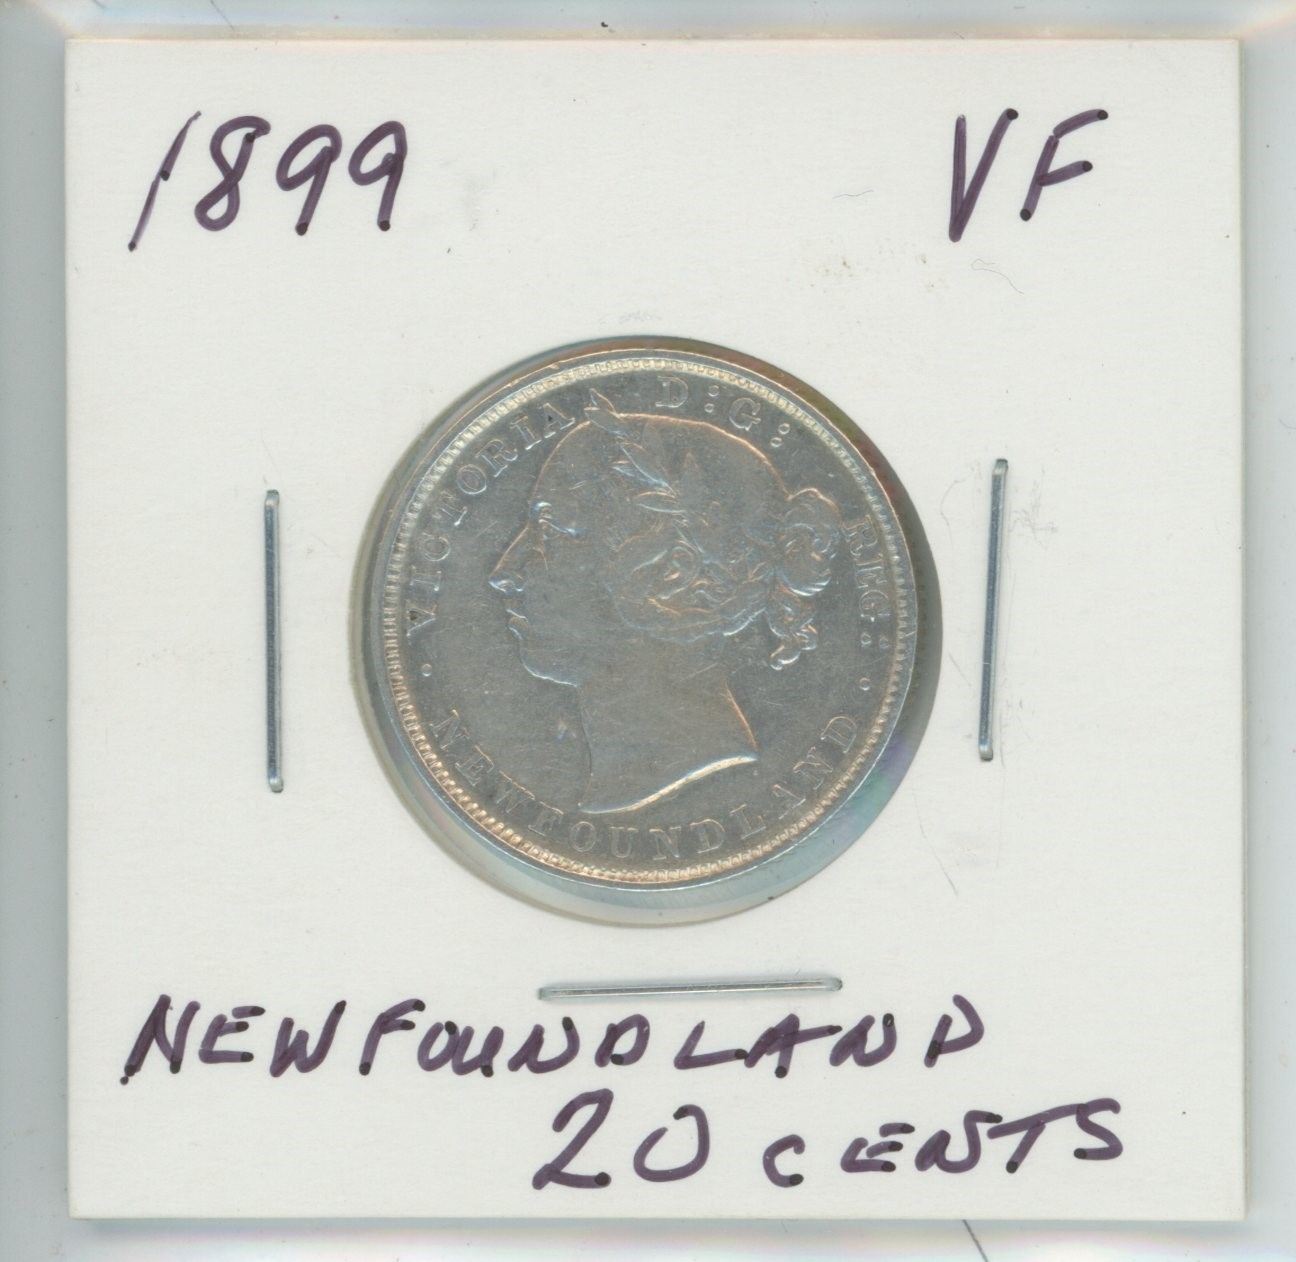 1899 VF
VICTORIA D:G: REG:
NEWFOUNDLAND
NEWFOUNDLAND
20 CENTS